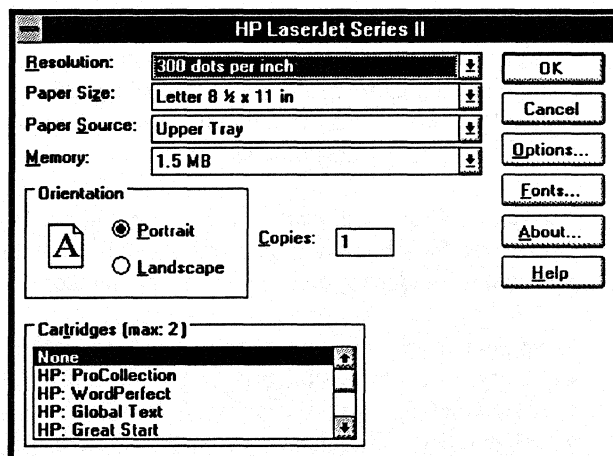 HP LaserJet Series II
Resolution: 300 dots per inch OK
Paper Size: Letter 8 ½ x 11 in Cancel
Paper Source: Upper Tray
Memory: 1.5 MB Options...
Orientation Fonts...
A Portrait Copies: 1 About...
Landscape Help
Cartridges (max: 2)
None
HP: ProCollection
HP: WordPerfect
HP: Global Text
HP: Great Start